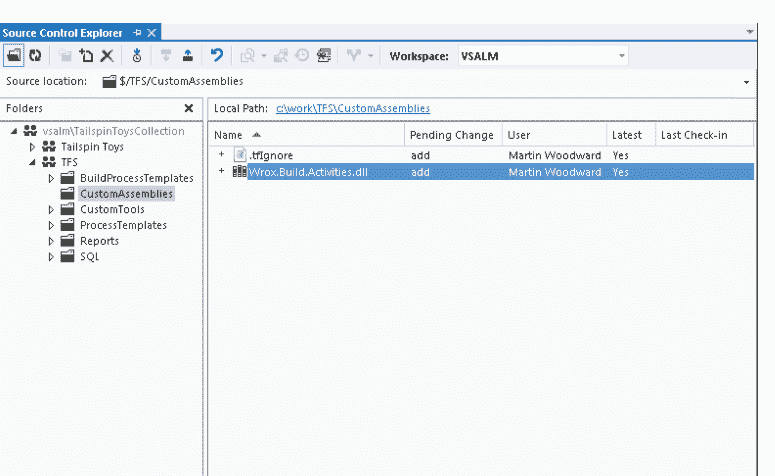 Source Control Explorer
Workspace: VSALM
Source location: $/TFS/CustomAssemblies
Folders
Local Path: c:\work\TFS\CustomAssemblies
vsalm\TailspinToysCollection
Tailspin Toys
TFS
BuildProcessTemplates
CustomAssemblies
CustomTools
ProcessTemplates
Reports
SQL
Name Pending Change User Latest Last Check-in
.tfIgnore add Martin Woodward Yes
Wrox.Build.Activities.dll add Martin Woodward Yes